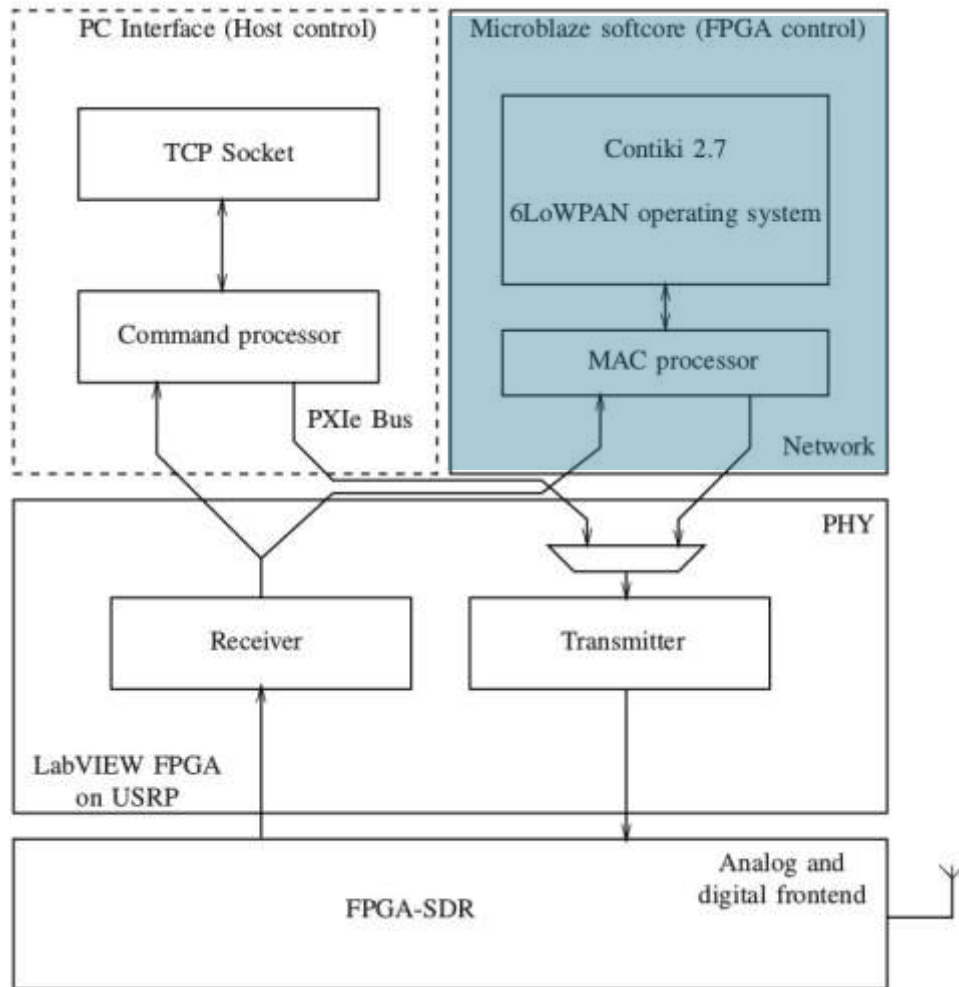 PC Interface (Host control)
Microblaze softcore (FPGA control)
TCP Socket
Contiki 2.7
6LoWPAN operating system
Command processor
MAC processor
PXIe Bus
Network
PHY
Receiver
Transmitter
LabVIEW FPGA
on USRP
Analog and
digital frontend
FPGA-SDR